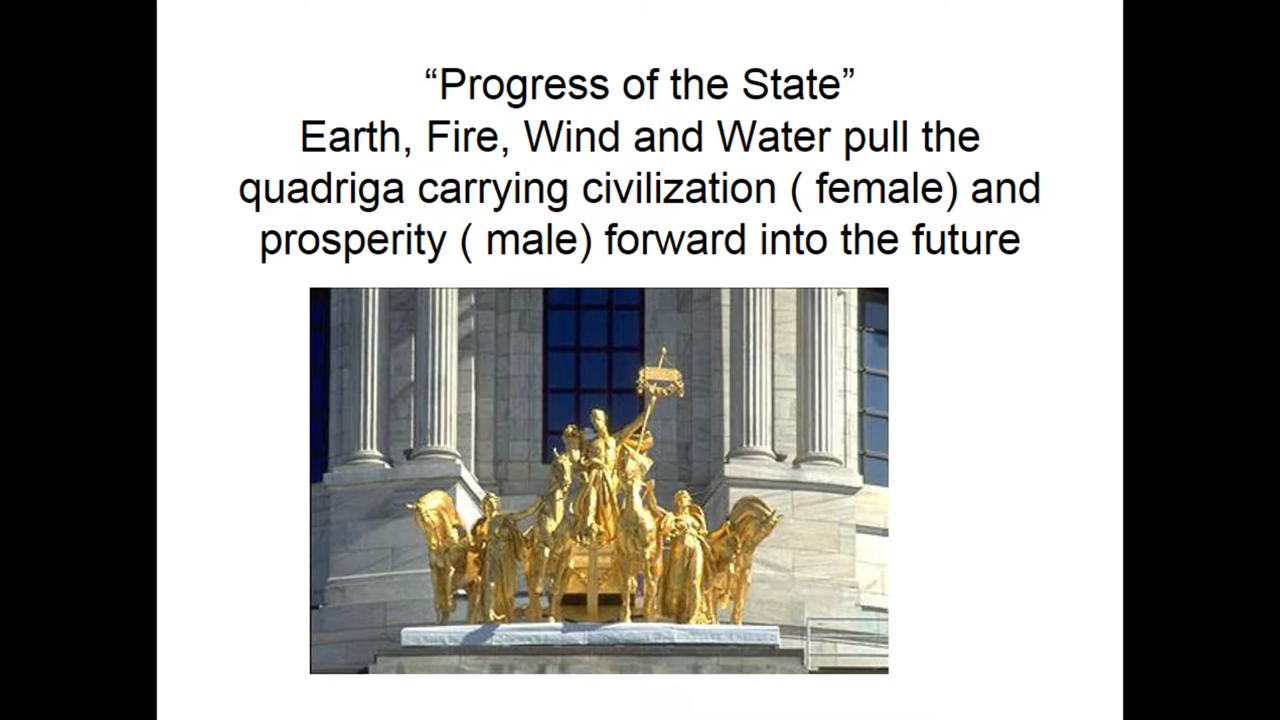 “Progress of the State”
Earth, Fire, Wind and Water pull the
quadriga carrying civilization ( female) and
prosperity ( male) forward into the future